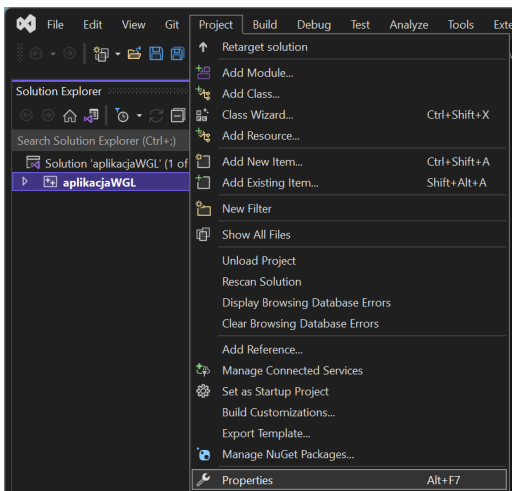 File Edit View Git Project Build Debug Test Analyze Tools Exte
Solution Explorer
Search Solution Explorer (Ctrl+;)
Solution 'aplikacjaWGL' (1 of
aplikacjaWGL
Retarget solution
Add Module...
Add Class...
Class Wizard... Ctrl+Shift+X
Add Resource...
Add New Item... Ctrl+Shift+A
Add Existing Item... Shift+Alt+A
New Filter
Show All Files
Unload Project
Rescan Solution
Display Browsing Database Errors
Clear Browsing Database Errors
Add Reference...
Manage Connected Services
Set as Startup Project
Build Customizations...
Export Template...
Manage NuGet Packages...
Properties Alt+F7